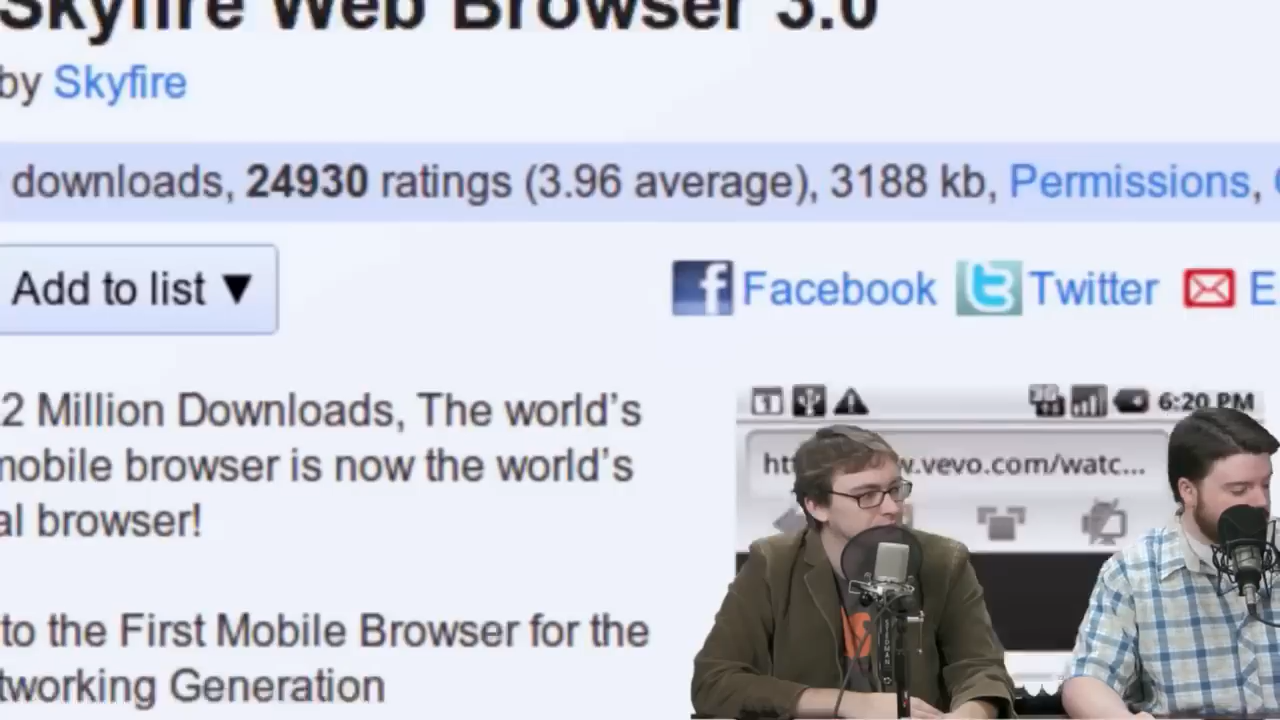 Skyfire Web Browser 3.0
by Skyfire
downloads, 24930 ratings (3.96 average), 3188 kb, Permissions,
Add to list ▼
Facebook Twitter E
2 Million Downloads, The world's
mobile browser is now the world's
al browser!
to the First Mobile Browser for the
tworking Generation
6:20 PM
htt w.vevo.com/watc...